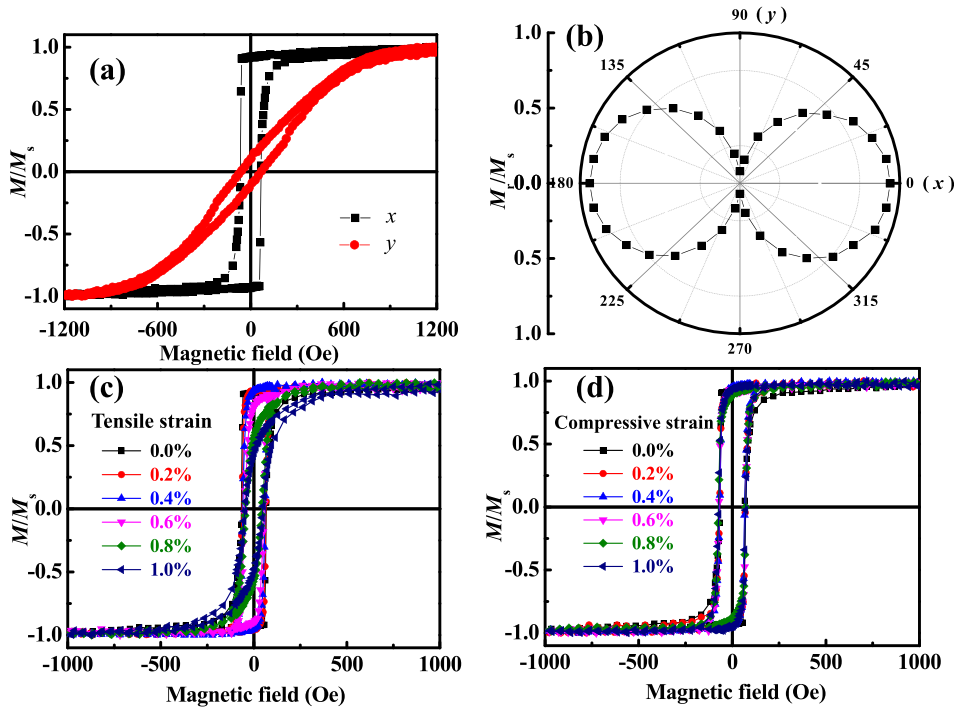 (a)
1.0
0.5
0.0
-0.5
-1.0
M/Ms
x
y
-1200 -600 0 600 1200
Magnetic field (Oe)
(b)
90 (y)
135 45
180 0 (x)
225 315
270
1.0
0.5
0.0
0.5
1.0
(c)
1.0
0.5
0.0
-0.5
-1.0
M/Ms
Tensile strain
0.0%
0.2%
0.4%
0.6%
0.8%
1.0%
-1000 -500 0 500 1000
Magnetic field (Oe)
(d)
1.0
0.5
0.0
-0.5
-1.0
M/Ms
Compressive strain
0.0%
0.2%
0.4%
0.6%
0.8%
1.0%
-1000 -500 0 500 1000
Magnetic field (Oe)